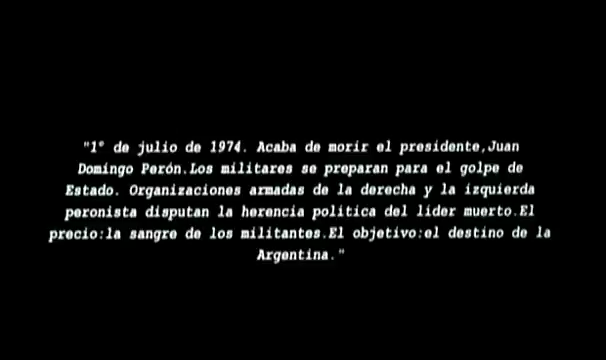 "1º de julio de 1974. Acaba de morir el presidente,Juan
Domingo Perón.Los militares se preparan para el golpe de
Estado. Organizaciones armadas de la derecha y la izquierda
peronista disputan la herencia política del líder muerto.El
precio:la sangre de los militantes.El objetivo:el destino de la
Argentina."